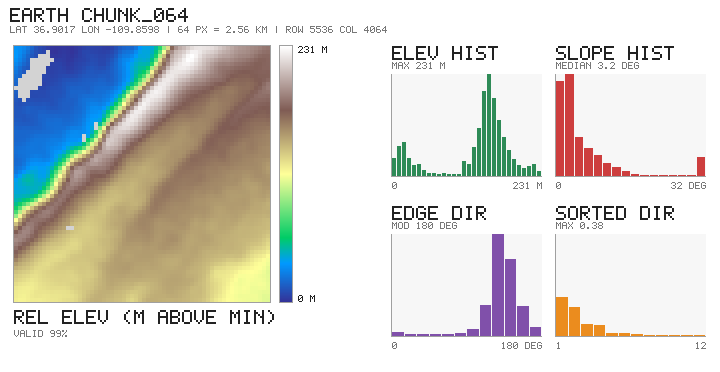 EARTH CHUNK_064
LAT 36.9017 LON -109.8598 | 64 PX = 2.56 KM | ROW 5536 COL 4064
231 M
0 M
REL ELEV (M ABOVE MIN)
VALID 99%
ELEV HIST
MAX 231 M
0 231 M
SLOPE HIST
MEDIAN 3.2 DEG
0 32 DEG
EDGE DIR
MOD 180 DEG
0 180 DEG
SORTED DIR
MAX 0.38
1 12